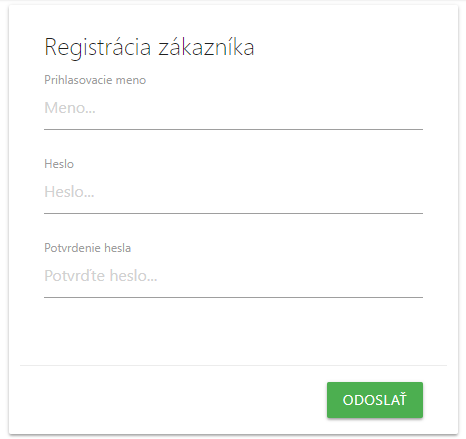 Registrácia zákazníka
Prihlasovacie meno
Meno...
Heslo
Heslo...
Potvrdenie hesla
Potvrďte heslo...
ODOSLAŤ